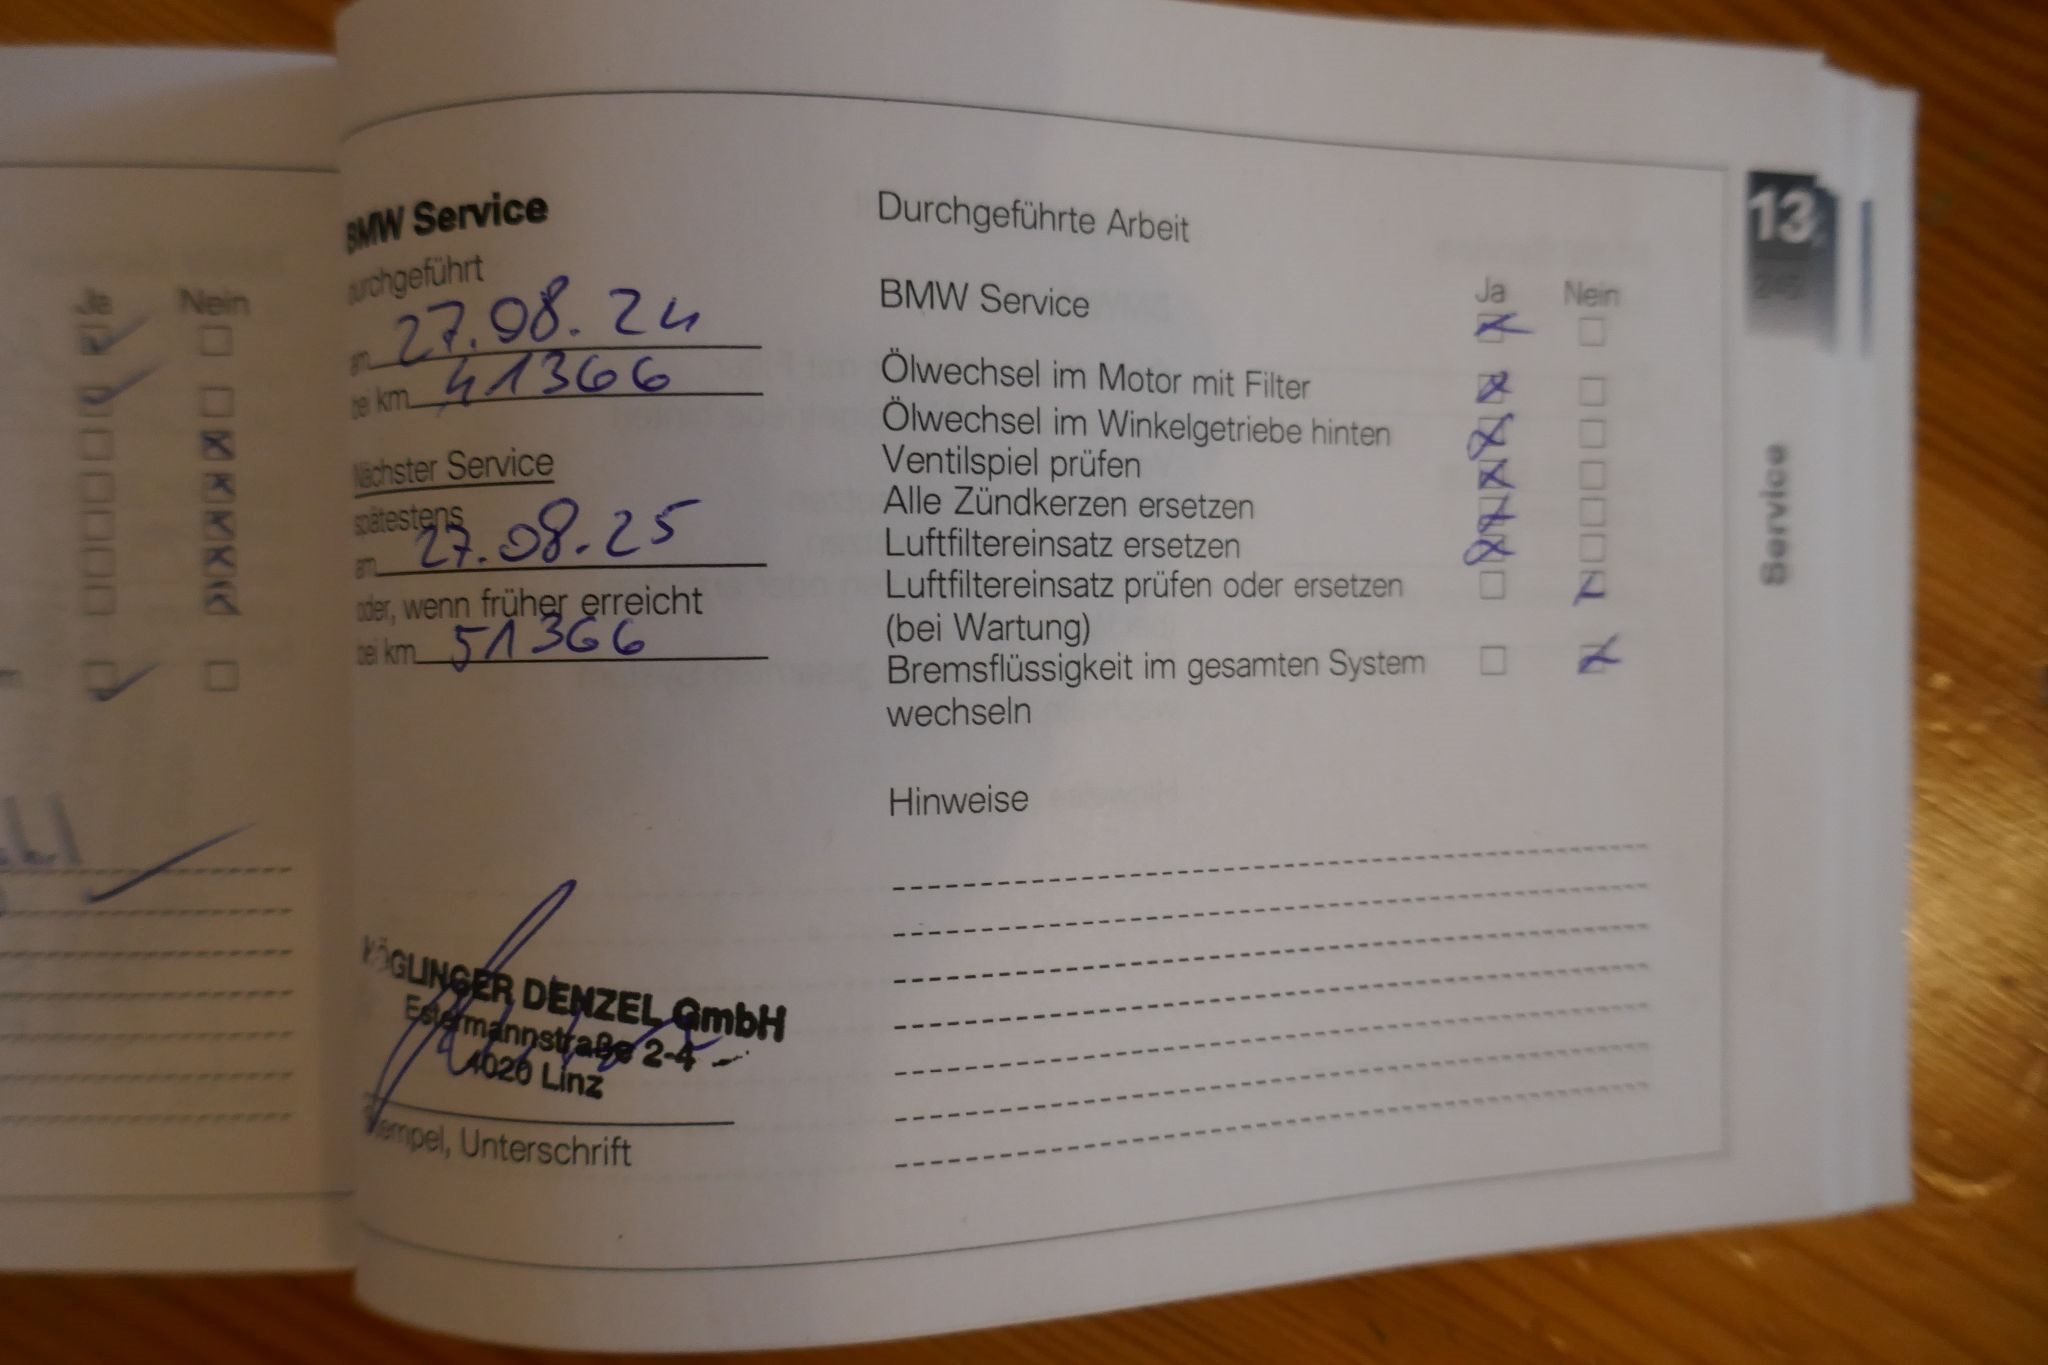 Ja Nein
BMW Service
durchgeführt
am 27.08.24
bei km 41366
Nächster Service
spätestens
am 27.08.25
oder, wenn früher erreicht
bei km 51366
KÖGLINGER DENZEL GmbH
Estermannstraße 2-4
4020 Linz
Stempel, Unterschrift
Durchgeführte Arbeit
Ja Nein
BMW Service
Ölwechsel im Motor mit Filter
Ölwechsel im Winkelgetriebe hinten
Ventilspiel prüfen
Alle Zündkerzen ersetzen
Luftfiltereinsatz ersetzen
Luftfiltereinsatz prüfen oder ersetzen
(bei Wartung)
Bremsflüssigkeit im gesamten System
wechseln
Hinweise
13
Service